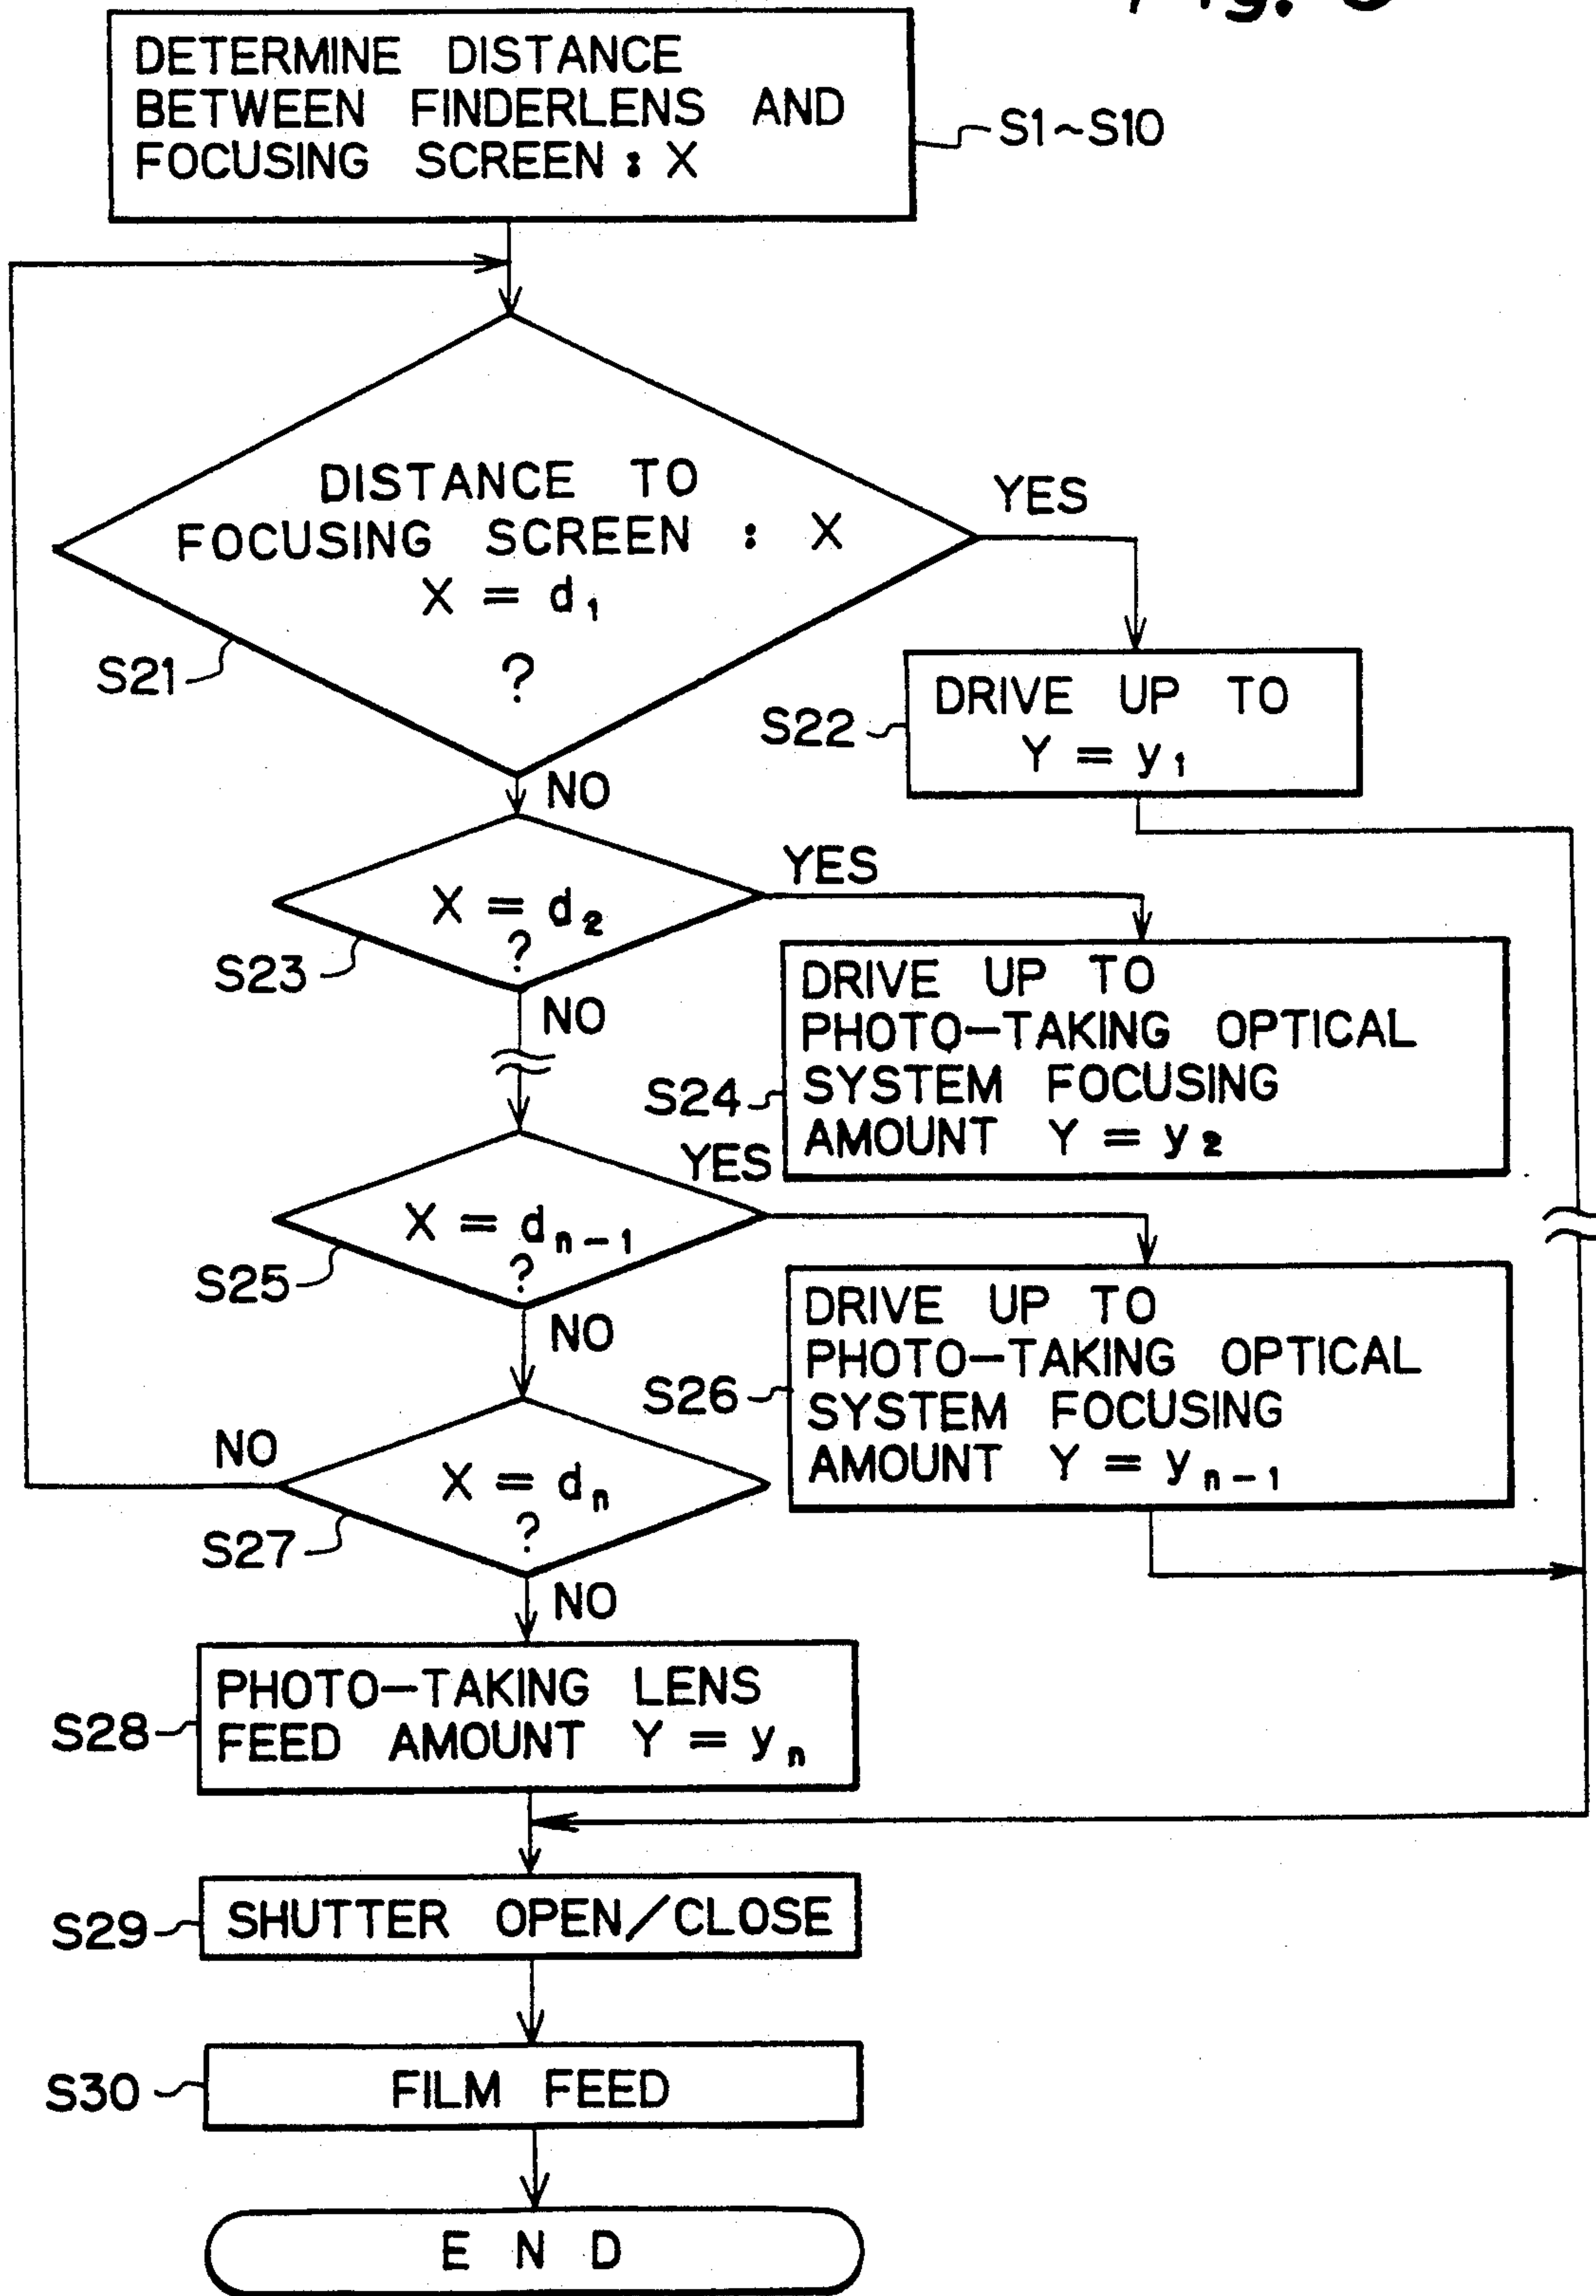 DETERMINE DISTANCE
BETWEEN FINDERLENS AND
FOCUSING SCREEN : X
S1~S10
DISTANCE TO
FOCUSING SCREEN : X
X = d₁
?
S21
YES
NO
DRIVE UP TO
Y = y₁
S22
X = d₂
?
S23
YES
NO
DRIVE UP TO
PHOTO-TAKING OPTICAL
SYSTEM FOCUSING
AMOUNT Y = y₂
S24
X = dₙ₋₁
?
S25
YES
NO
DRIVE UP TO
PHOTO-TAKING OPTICAL
SYSTEM FOCUSING
AMOUNT Y = yₙ₋₁
S26
NO
X = dₙ
?
S27
NO
PHOTO-TAKING LENS
FEED AMOUNT Y = yₙ
S28
SHUTTER OPEN/CLOSE
S29
FILM FEED
S30
END